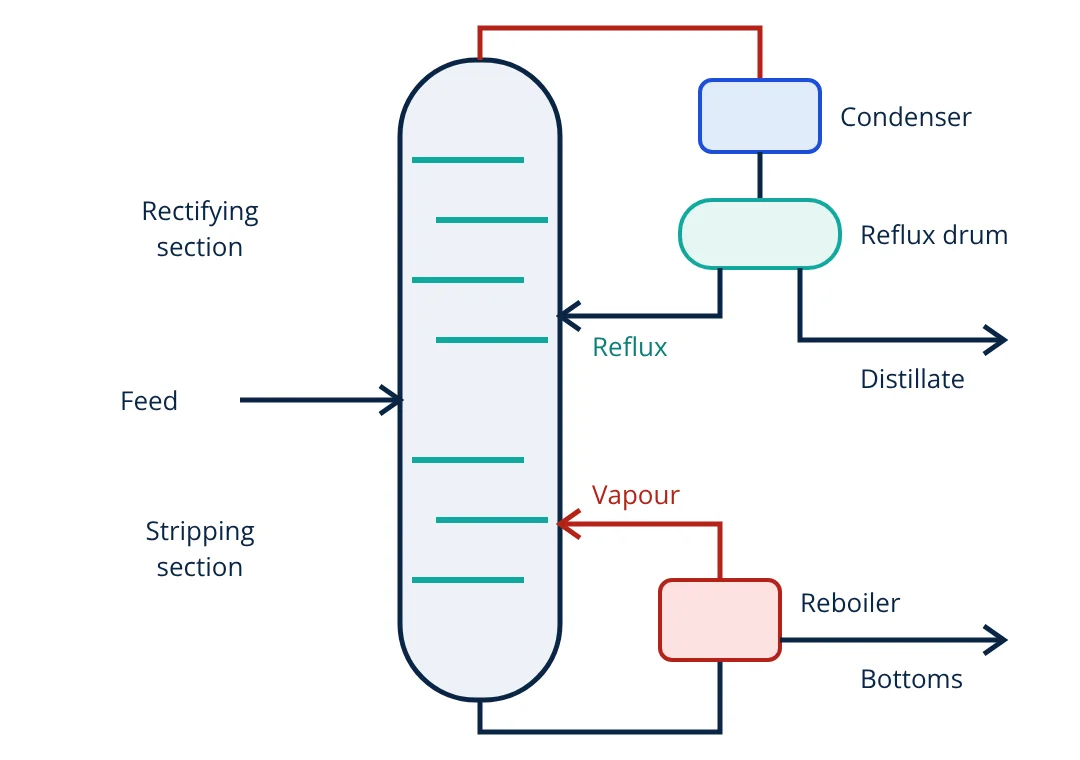 Condenser
Rectifying
section
Reflux drum
Reflux
Distillate
Feed
Vapour
Stripping
section
Reboiler
Bottoms